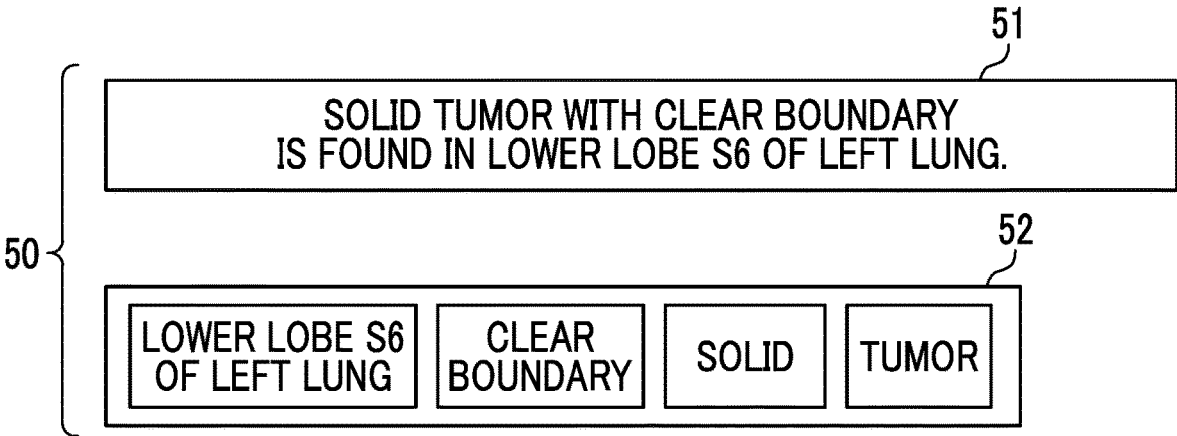 51
SOLID TUMOR WITH CLEAR BOUNDARY
IS FOUND IN LOWER LOBE S6 OF LEFT LUNG.
50
52
LOWER LOBE S6
OF LEFT LUNG
CLEAR
BOUNDARY
SOLID
TUMOR